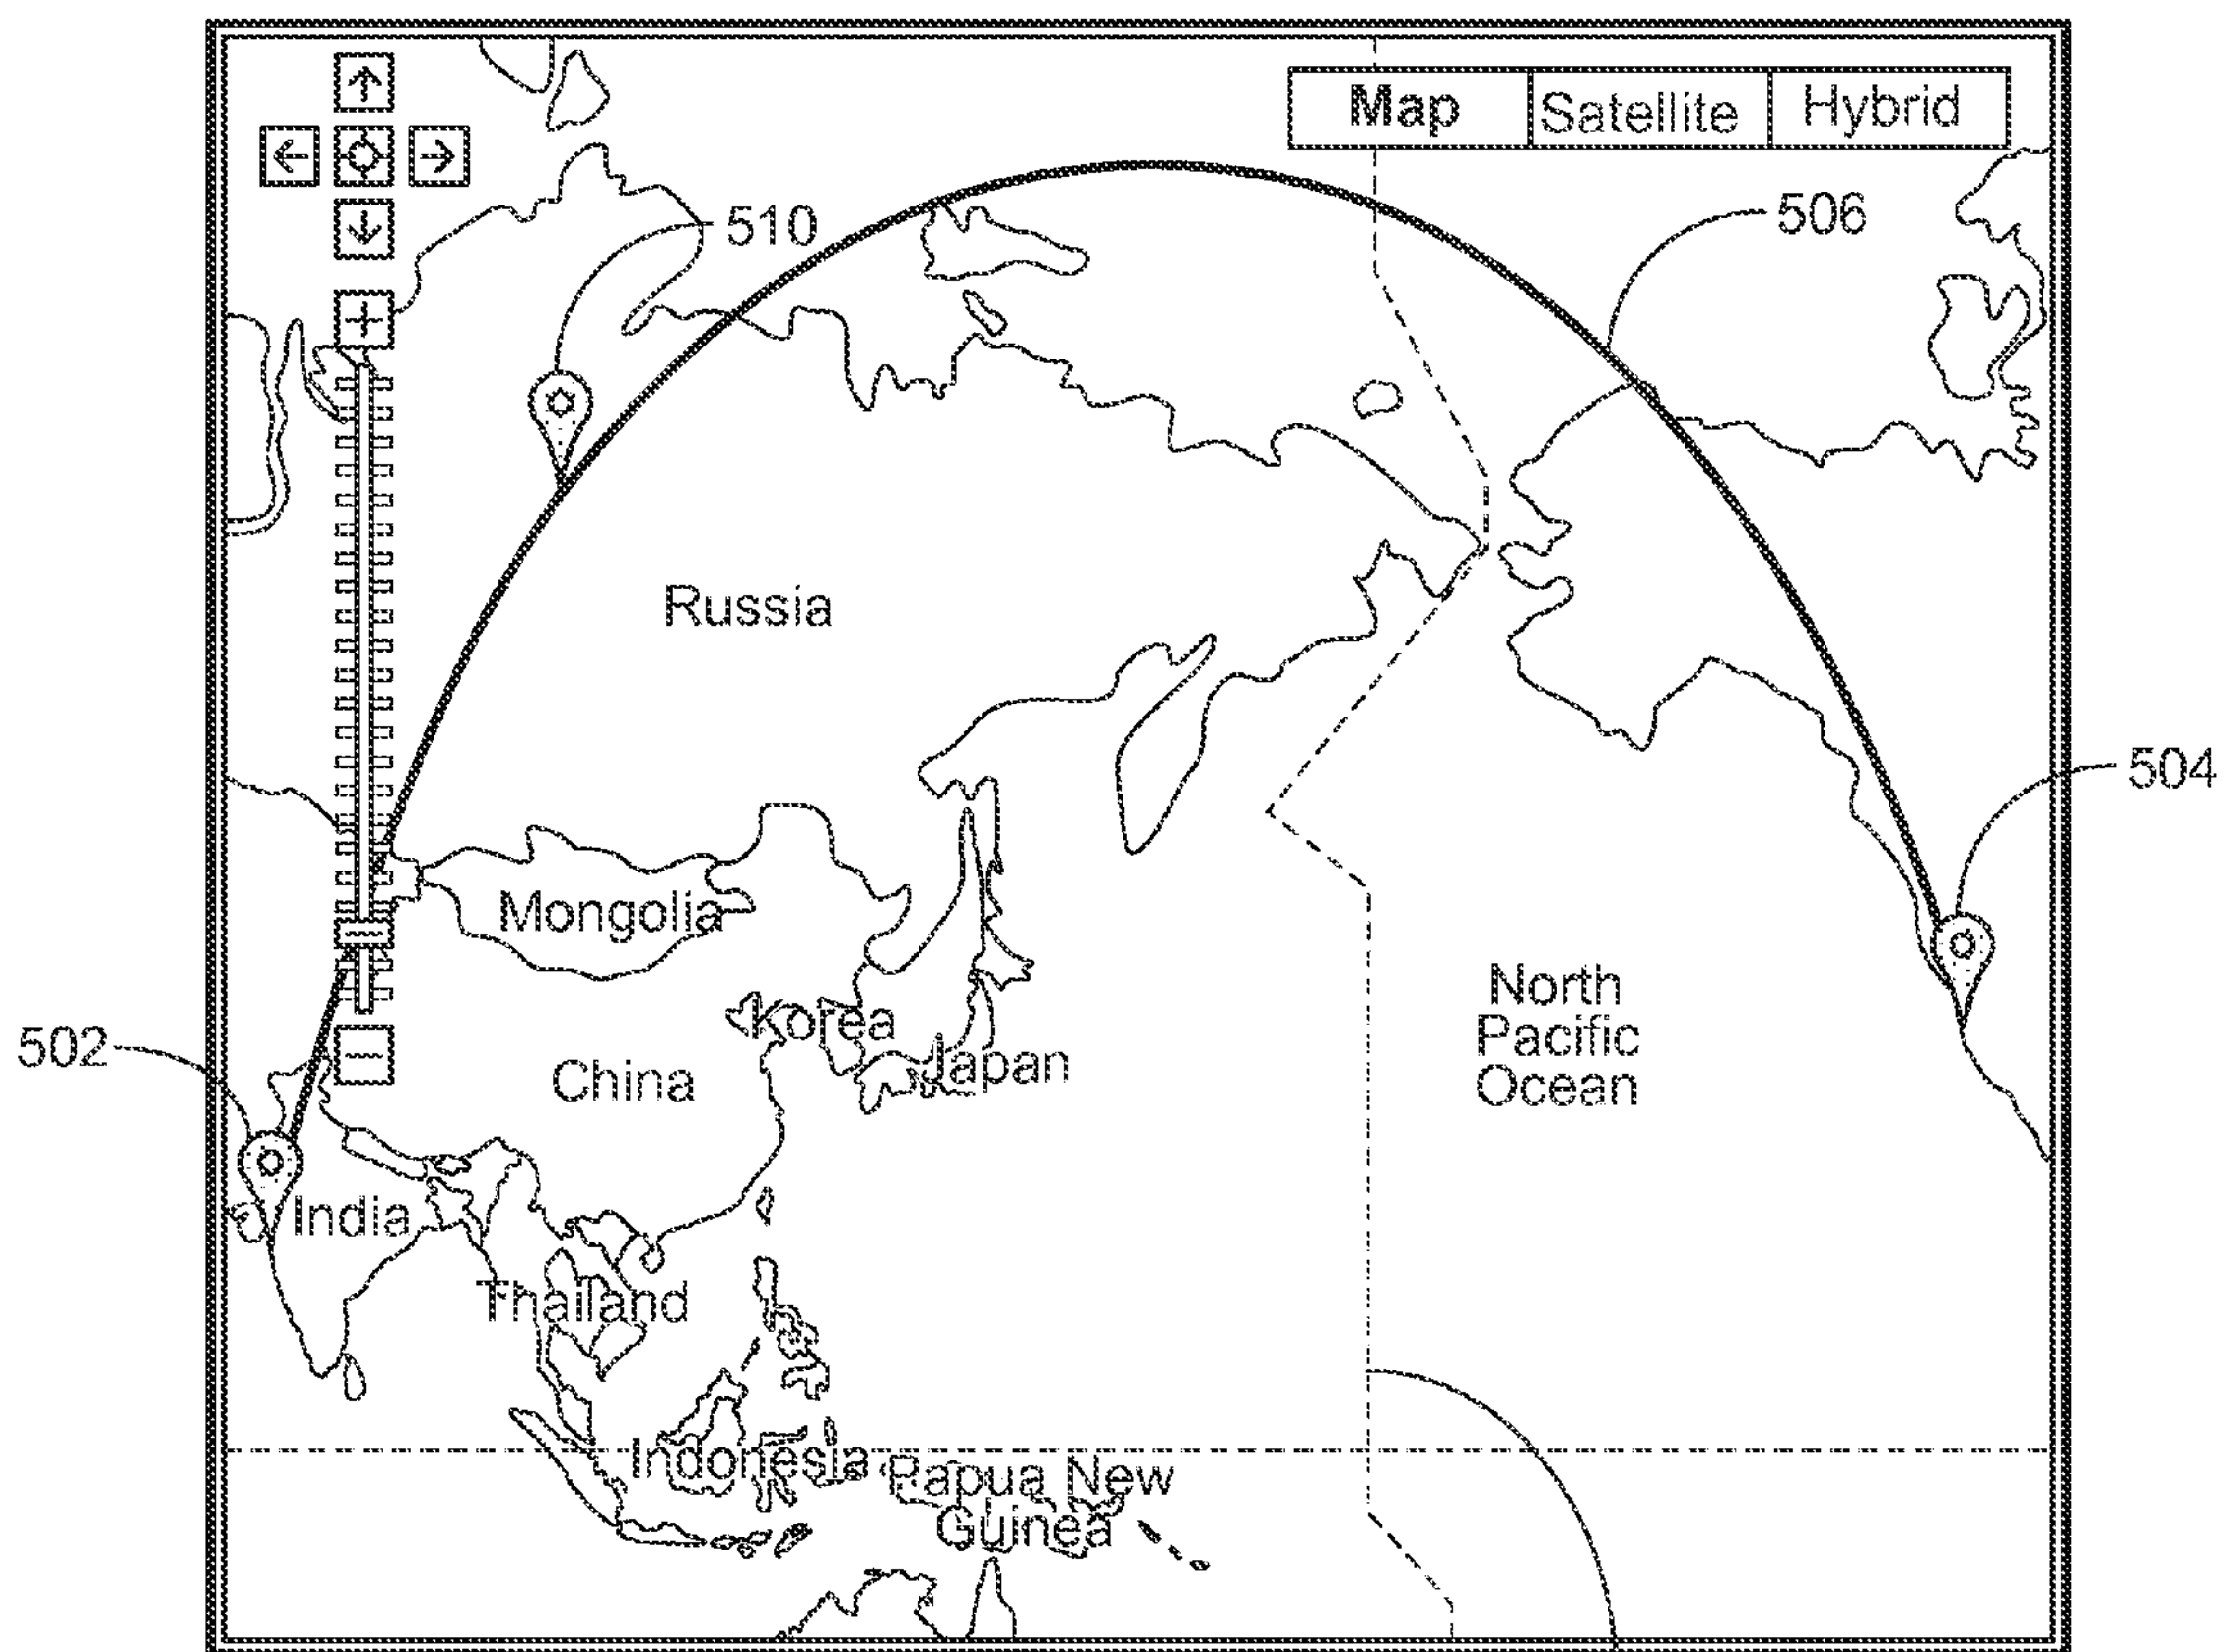 Map
Satellite
Hybrid
510
506
Russia
504
Mongolia
North
Pacific
Ocean
502
Korea
Japan
China
India
Thailand
Indonesia
Papua New
Guinea